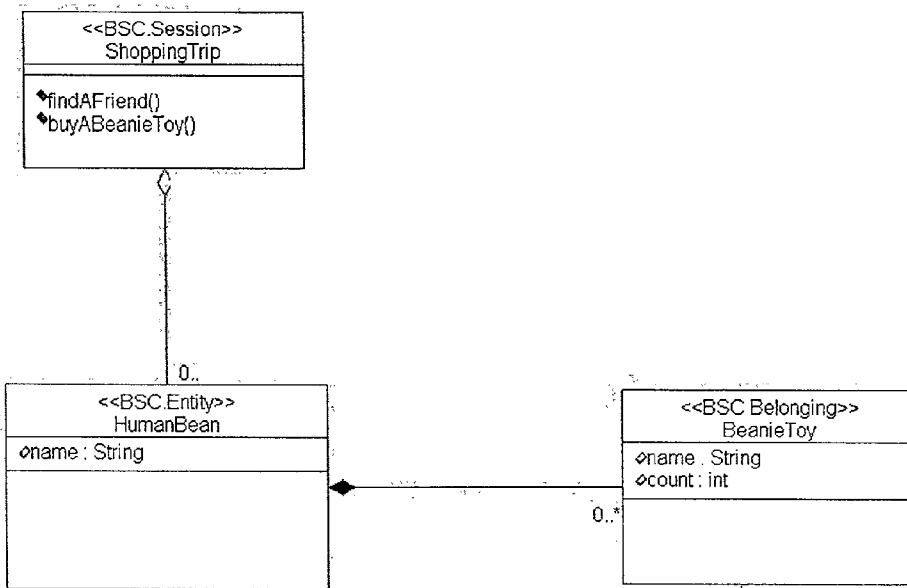 <<BSC.Session>>
ShoppingTrip
findAFriend()
buyABeanieToy()
0..
<<BSC.Entity>>
HumanBean
name : String
<<BSC Belonging>>
BeanieToy
name . String
count : int
0..*